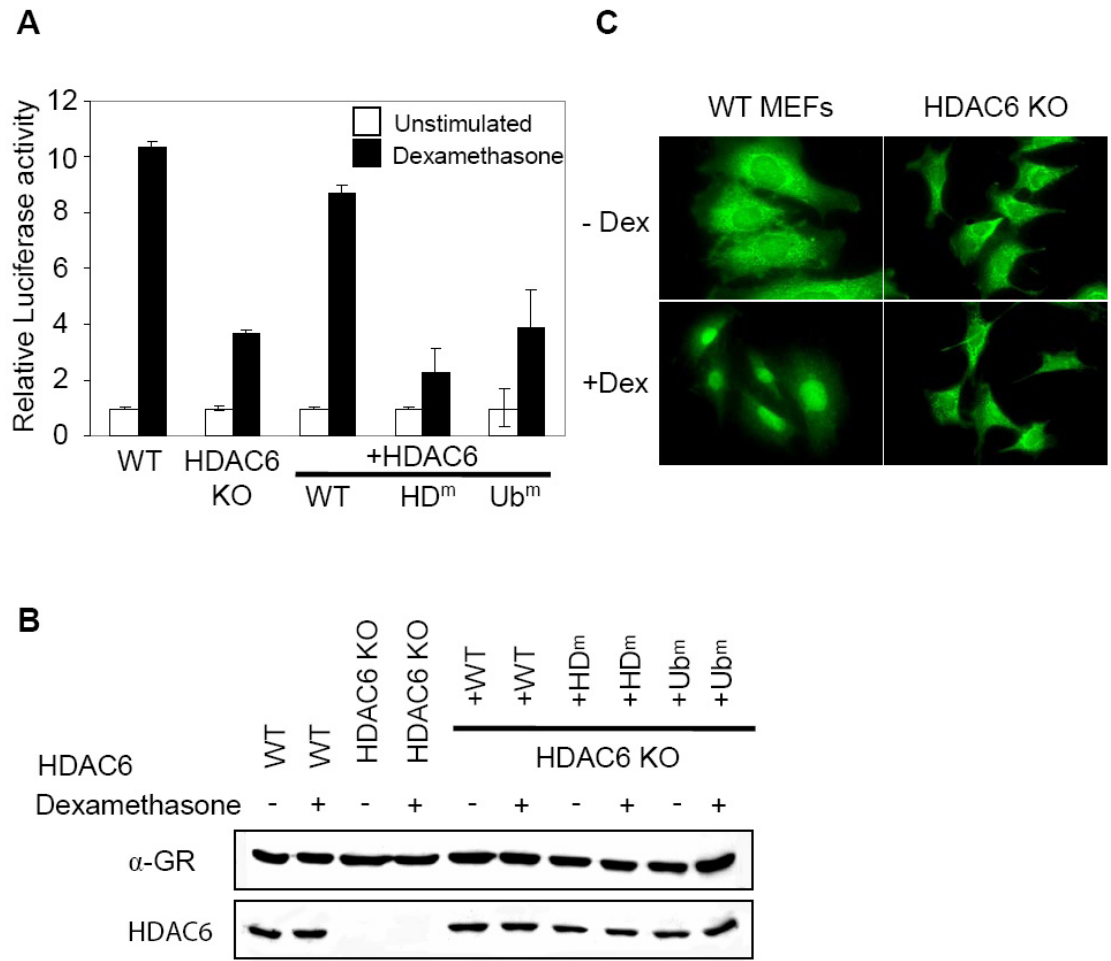 A
Relative Luciferase activity
12
10
8
6
4
2
0
Unstimulated
Dexamethasone
WT
HDAC6 KO
+HDAC6
WT HDᵐ Ubᵐ
C
WT MEFs HDAC6 KO
- Dex
+Dex
B
HDAC6
WT
WT
HDAC6 KO
HDAC6 KO
+WT
+WT
+HDᵐ
+HDᵐ
+Ubᵐ
+Ubᵐ
HDAC6 KO
Dexamethasone - + - + - + - + - +
α-GR
HDAC6